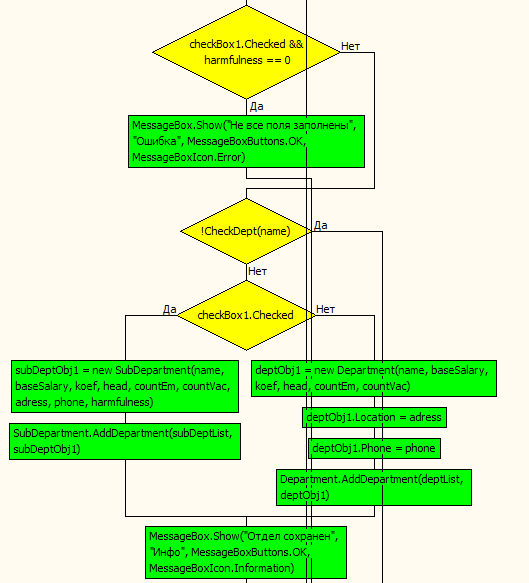 checkBox1.Checked &&
harmfulness == 0
Нет
Да
MessageBox.Show("Не все поля заполнены",
"Ошибка", MessageBoxButtons.OK,
MessageBoxIcon.Error)
!CheckDept(name)
Да
Нет
checkBox1.Checked
Да
Нет
subDeptObj1 = new SubDepartment(name,
baseSalary, koef, head, countEm, countVac,
adress, phone, harmfulness)
deptObj1 = new Department(name, baseSalary,
koef, head, countEm, countVac)
SubDepartment.AddDepartment(subDeptList,
subDeptObj1)
deptObj1.Location = adress
deptObj1.Phone = phone
Department.AddDepartment(deptList,
deptObj1)
MessageBox.Show("Отдел сохранен",
"Инфо", MessageBoxButtons.OK,
MessageBoxIcon.Information)